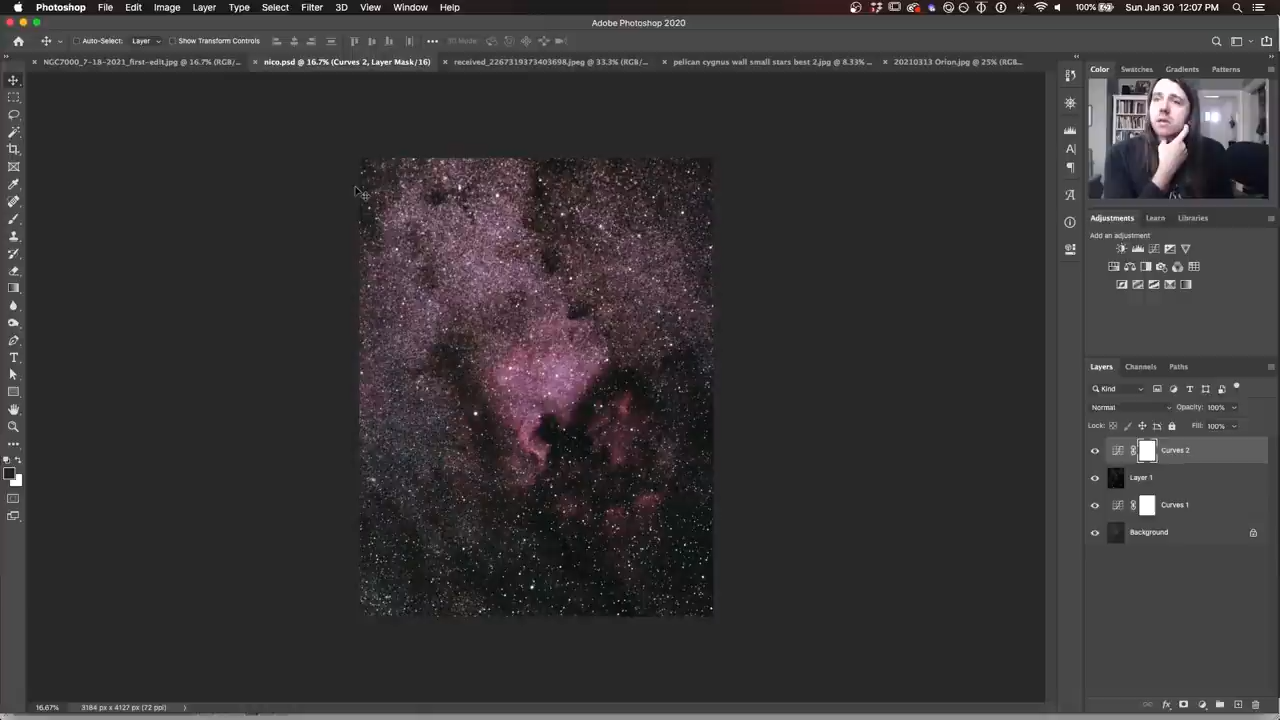 Photoshop File Edit Image Layer Type Select Filter 3D View Window Help 100% Sun Jan 30 12:07 PM
Adobe Photoshop 2020
Auto-Select: Layer Show Transform Controls 3D Mode:
NGC7000_7-18-2021_first-edit.jpg @ 16.7% (RGB/... nico.psd @ 16.7% (Curves 2, Layer Mask/16) received_2267319373403698.jpeg @ 33.3% (RGB/... pelican cygnus wall small stars best 2.jpg @ 8.33% ... 20210313 Orion.jpg @ 25% (RGB...
Color Swatches Gradients Patterns
Adjustments Learn Libraries
Add an adjustment
Layers Channels Paths
Kind
Normal Opacity: 100%
Lock: Fill: 100%
Curves 2
Layer 1
Curves 1
Background
16.67% 3184 px x 4127 px (72 ppi)